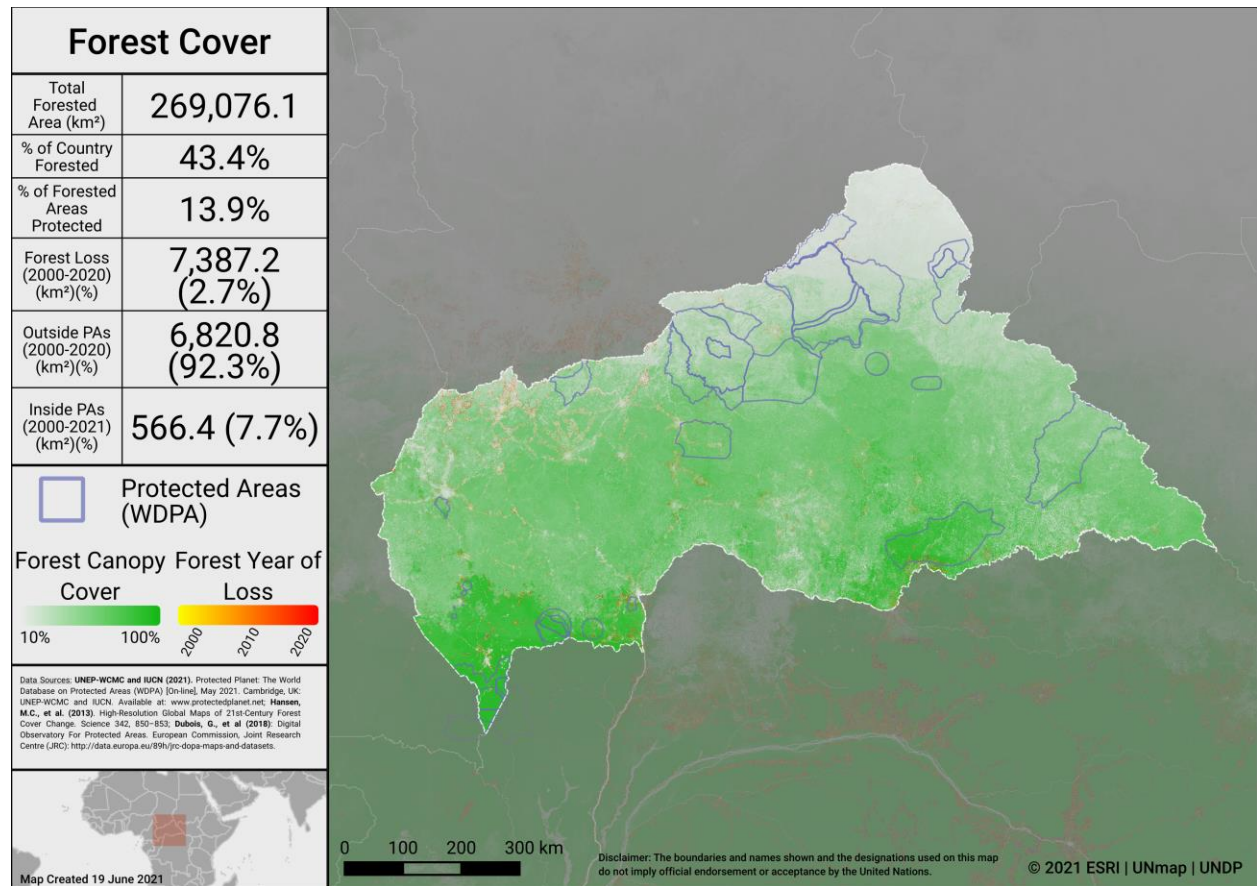 Forest Cover
Total
Forested
Area (km²)
269,076.1
% of Country
Forested
43.4%
% of Forested
Areas
Protected
13.9%
Forest Loss
(2000-2020)
(km²)(%)
7,387.2
(2.7%)
Outside PAs
(2000-2020)
(km²)(%)
6,820.8
(92.3%)
Inside PAs
(2000-2021)
(km²)(%)
566.4 (7.7%)
Protected Areas
(WDPA)
Forest Canopy
Cover
10%
100%
Forest Year of
Loss
2000
2010
2020
Data Sources: UNEP-WCMC and IUCN (2021). Protected Planet: The World
Database on Protected Areas (WDPA) [On-line], May 2021. Cambridge, UK:
UNEP-WCMC and IUCN. Available at: www.protectedplanet.net; Hansen,
M.C., et al. (2013). High-Resolution Global Maps of 21st-Century Forest
Cover Change. Science 342, 850–853; Dubois, G., et al (2018): Digital
Observatory For Protected Areas. European Commission, Joint Research
Centre (JRC): http://data.europa.eu/89h/jrc-dopa-maps-and-datasets.
Map Created 19 June 2021
0 100 200 300 km
Disclaimer: The boundaries and names shown and the designations used on this map
do not imply official endorsement or acceptance by the United Nations.
© 2021 ESRI | UNmap | UNDP